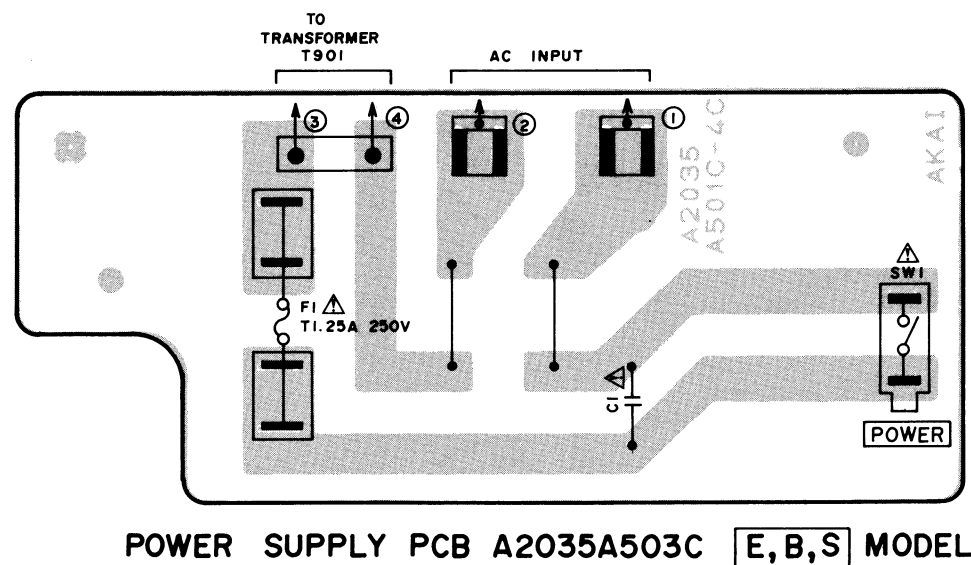 TO
TRANSFORMER
T901
AC INPUT
③ ④ ② ①
A2035
A501C-4C
AKAI
SW1
F1
T1.25A 250V
C1
POWER
POWER SUPPLY PCB A2035A503C E,B,S MODEL